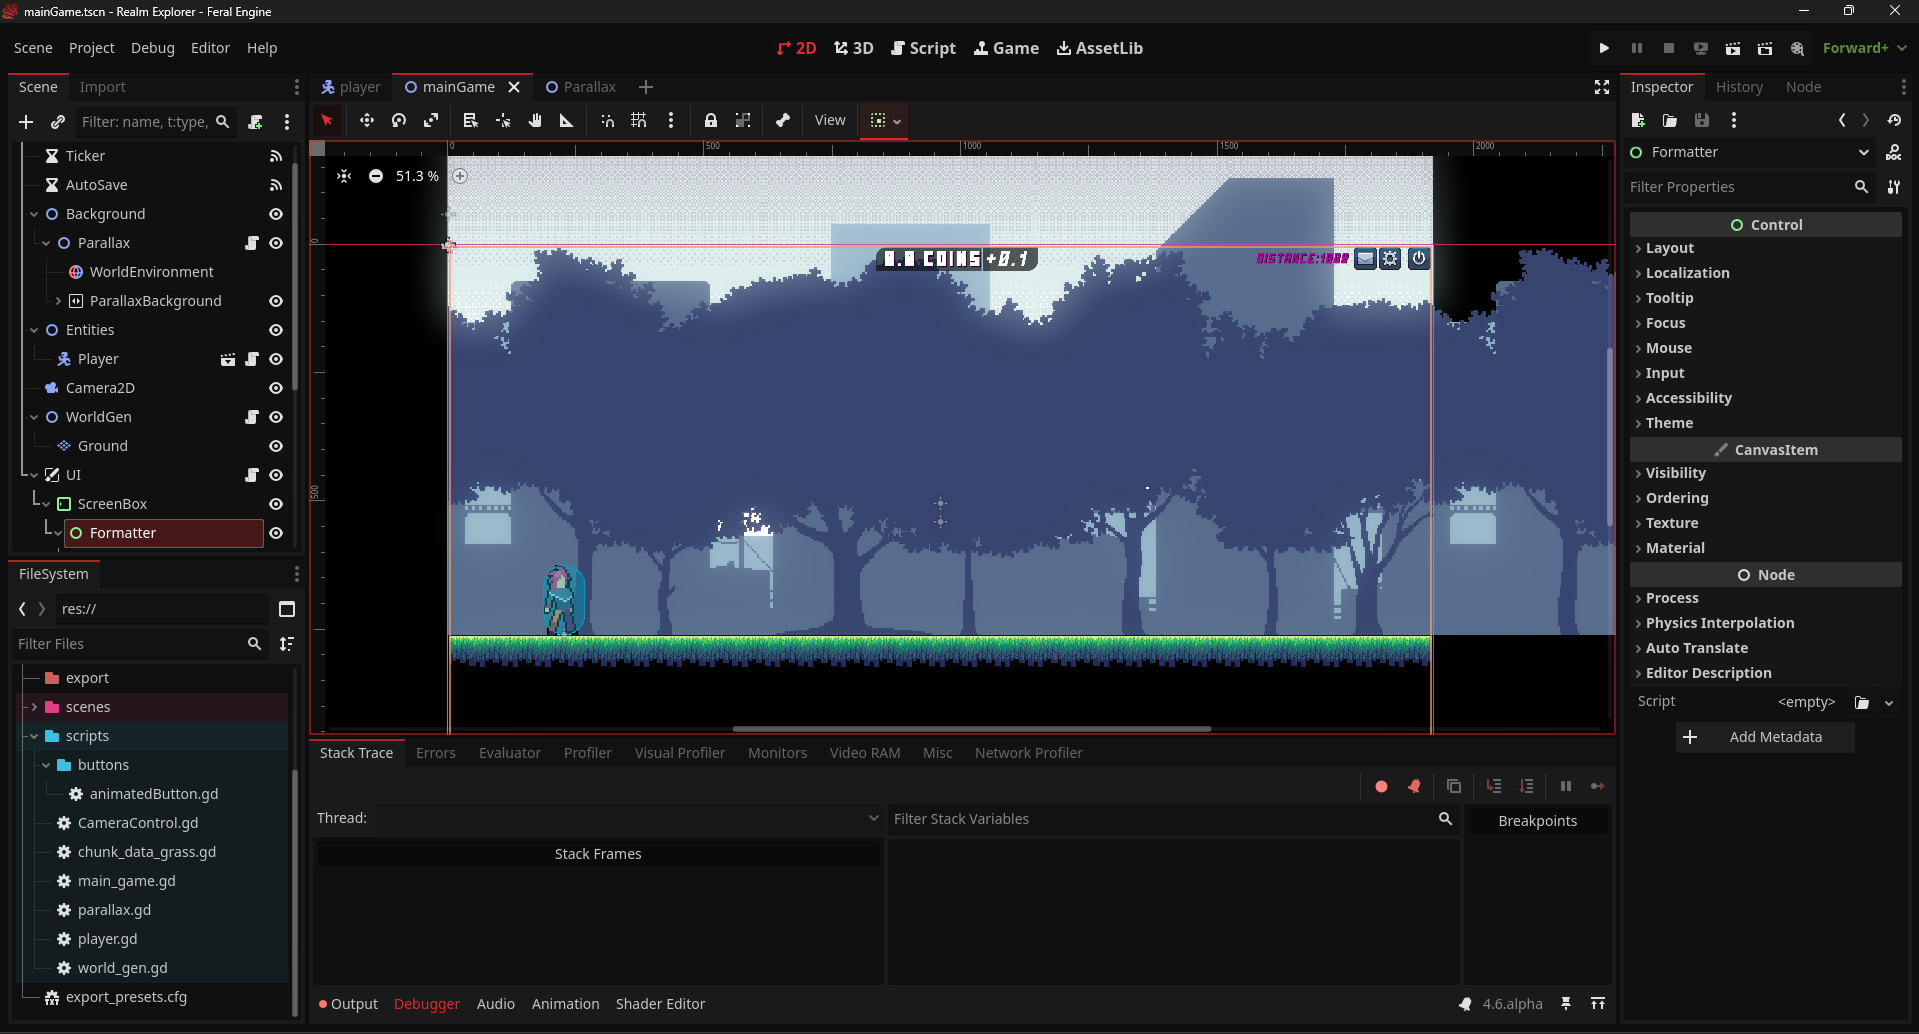 mainGame.tscn - Realm Explorer - Feral Engine
Scene Project Debug Editor Help
2D 3D Script Game AssetLib
Forward+
Scene Import
Filter: name, t:type,
Ticker
AutoSave
Background
Parallax
WorldEnvironment
ParallaxBackground
Entities
Player
Camera2D
WorldGen
Ground
UI
ScreenBox
Formatter
FileSystem
res://
Filter Files
export
scenes
scripts
buttons
animatedButton.gd
CameraControl.gd
chunk_data_grass.gd
main_game.gd
parallax.gd
player.gd
world_gen.gd
export_presets.cfg
player mainGame Parallax
View
0 500 1000 1500 2000
51.3 %
0
500
0.0 COINS +0.1
DISTANCE:1000
Stack Trace Errors Evaluator Profiler Visual Profiler Monitors Video RAM Misc Network Profiler
Thread:
Filter Stack Variables
Breakpoints
Stack Frames
Output Debugger Audio Animation Shader Editor
4.6.alpha
Inspector History Node
Formatter
DOC
Filter Properties
Control
Layout
Localization
Tooltip
Focus
Mouse
Input
Accessibility
Theme
CanvasItem
Visibility
Ordering
Texture
Material
Node
Process
Physics Interpolation
Auto Translate
Editor Description
Script <empty>
Add Metadata